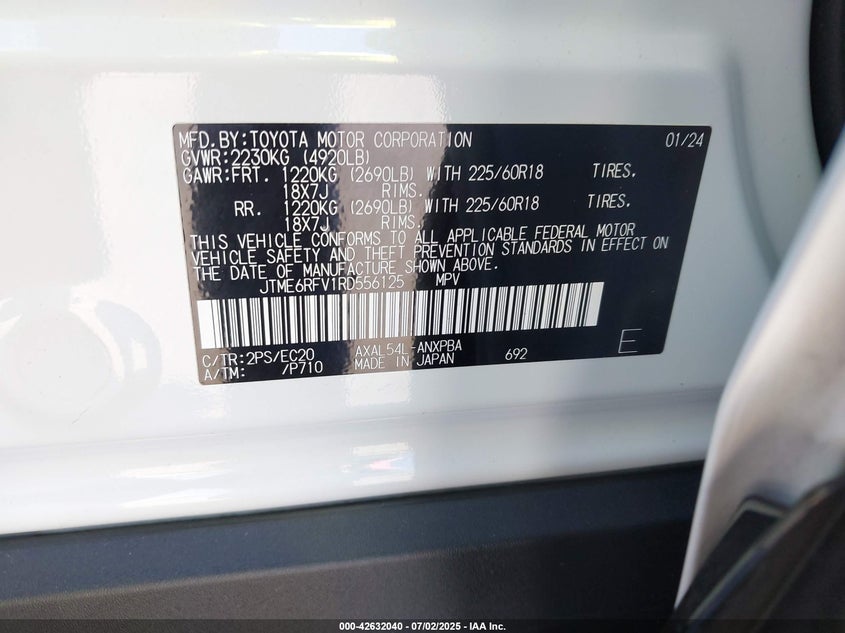 MFD.BY:TOYOTA MOTOR CORPORATION 01/24
GVWR:2230KG (4920LB)
GAWR:FRT. 1220KG (2690LB) WITH 225/60R18 TIRES.
18X7J RIMS.
RR. 1220KG (2690LB) WITH 225/60R18 TIRES.
18X7J RIMS.
THIS VEHICLE CONFORMS TO ALL APPLICABLE FEDERAL MOTOR
VEHICLE SAFETY AND THEFT PREVENTION STANDARDS IN EFFECT ON
THE DATE OF MANUFACTURE SHOWN ABOVE.
JTME6RFV1RD556125 MPV
C/TR:2PS/EC20 AXAL54L-ANXPBA
A/TM: /P710 MADE IN JAPAN 692 E
000-42632040 / 07/02/2025 - IAA Inc.